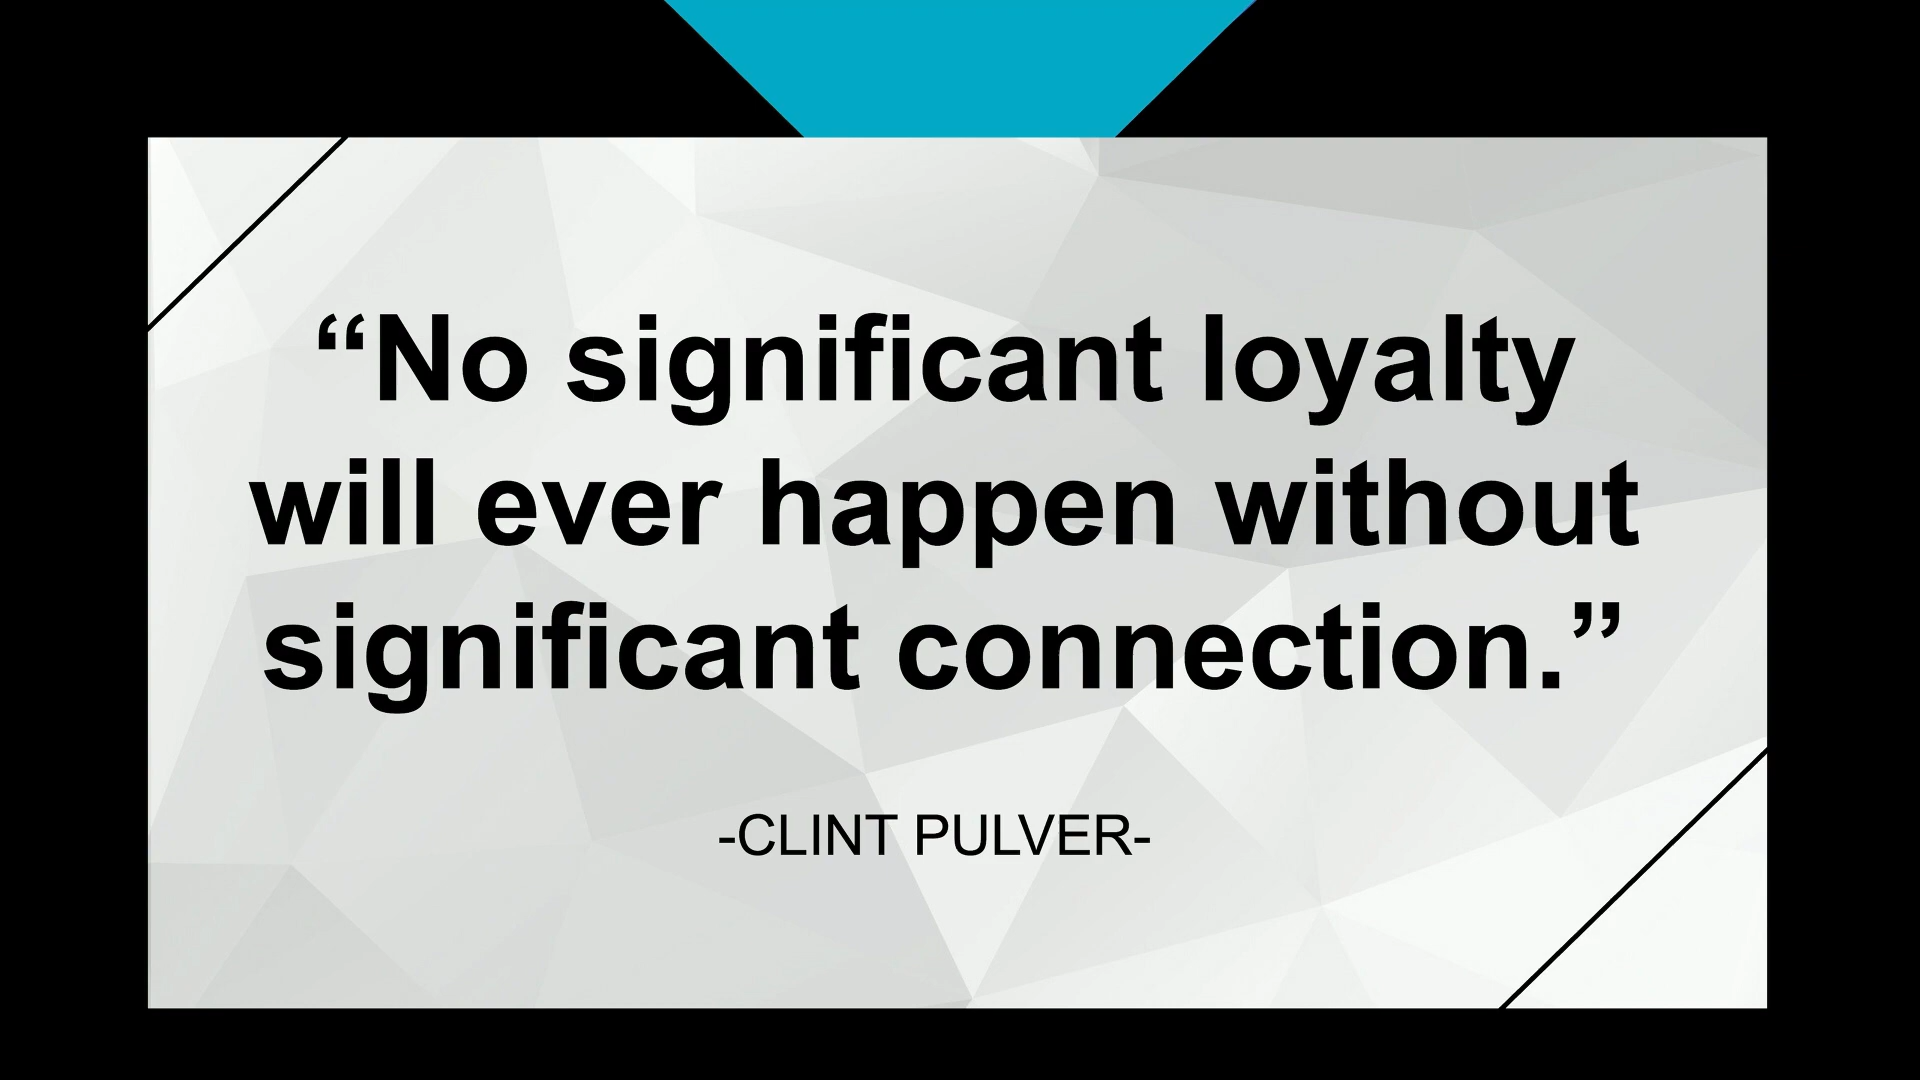 “No significant loyalty
will ever happen without
significant connection.”
-CLINT PULVER-